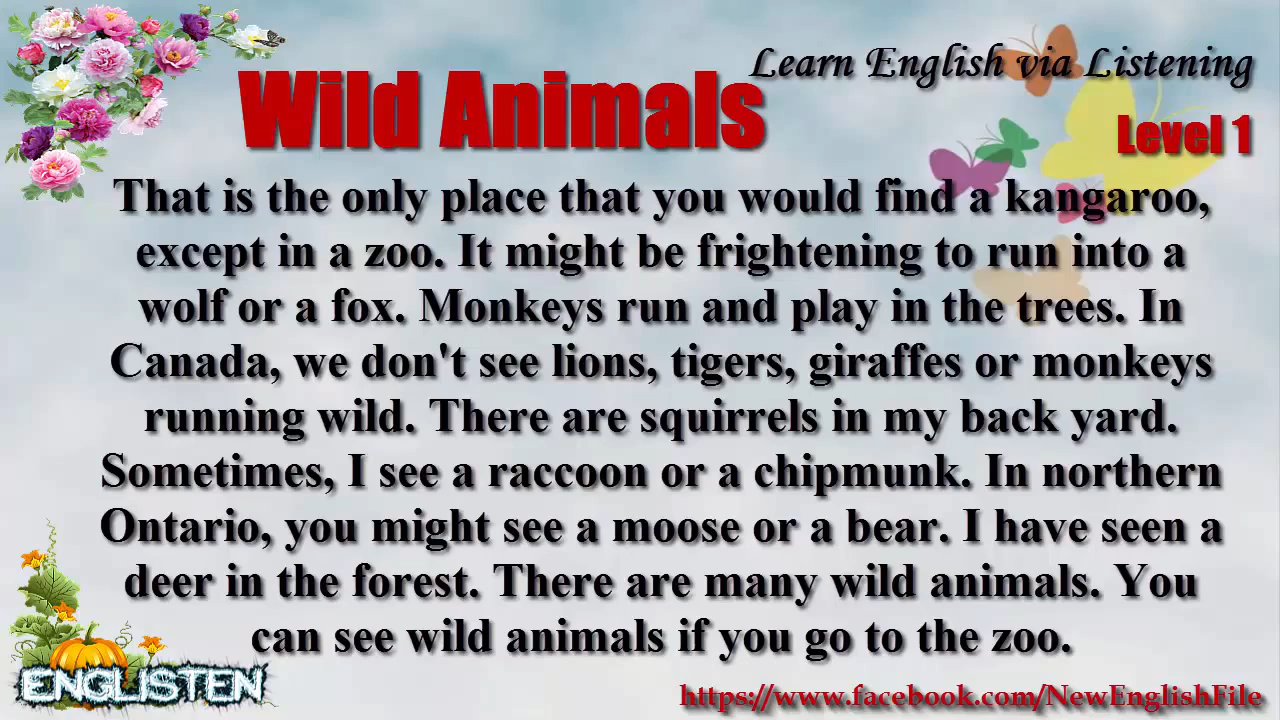 Learn English via Listening
Wild Animals
Level 1
That is the only place that you would find a kangaroo,
except in a zoo. It might be frightening to run into a
wolf or a fox. Monkeys run and play in the trees. In
Canada, we don't see lions, tigers, giraffes or monkeys
running wild. There are squirrels in my back yard.
Sometimes, I see a raccoon or a chipmunk. In northern
Ontario, you might see a moose or a bear. I have seen a
deer in the forest. There are many wild animals. You
can see wild animals if you go to the zoo.
ENGLISTEN
https://www.facebook.com/NewEnglishFile